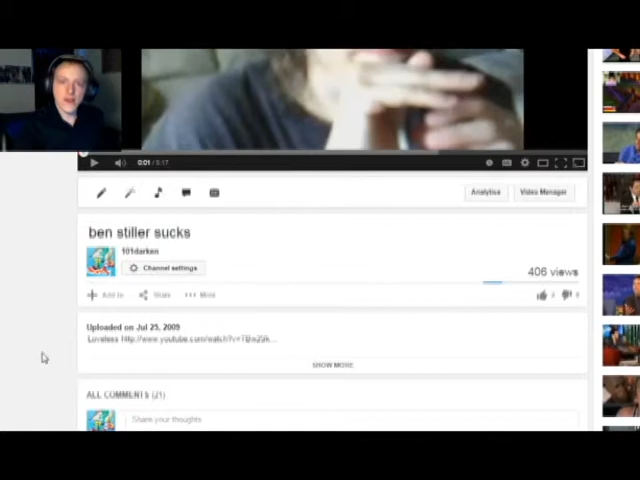 0:01 / 5:17
Analytics
Video Manager
ben stiller sucks
101darken
Channel settings
406 views
Add to
Share
More
Uploaded on Jul 25, 2009
SHOW MORE
ALL COMMENTS (21)
Share your thoughts